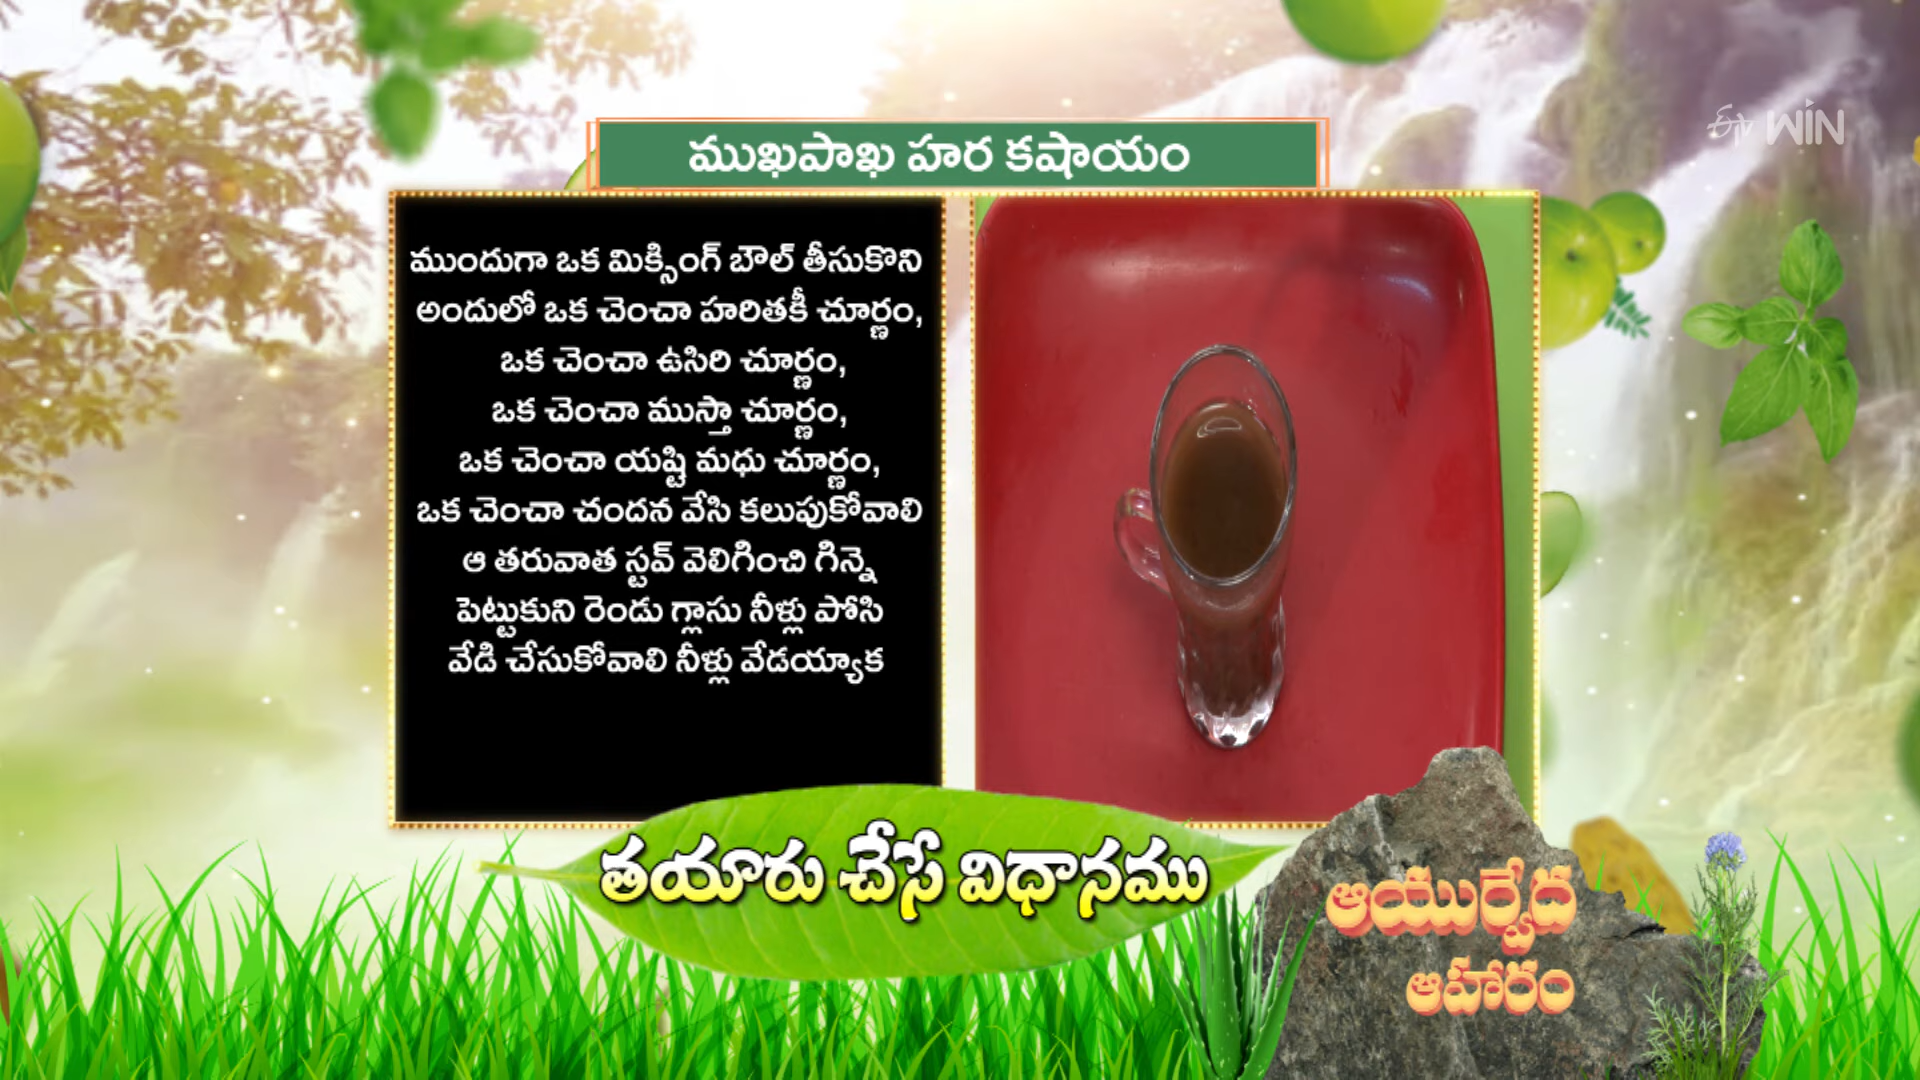 ఈటీవీ WIN
ముఖపాఖ హర కషాయం
ముందుగా ఒక మిక్సింగ్ బౌల్ తీసుకొని
అందులో ఒక చెంచా హరితకీ చూర్ణం,
ఒక చెంచా ఉసిరి చూర్ణం,
ఒక చెంచా ముస్తా చూర్ణం,
ఒక చెంచా యష్టి మధు చూర్ణం,
ఒక చెంచా చందన వేసి కలుపుకోవాలి
ఆ తరువాత స్టవ్ వెలిగించి గిన్నె
పెట్టుకుని రెండు గ్లాసు నీళ్లు పోసి
వేడి చేసుకోవాలి నీళ్లు వేడయ్యాక
తయారు చేసే విధానము
ఆయుర్వేద
ఆహారం